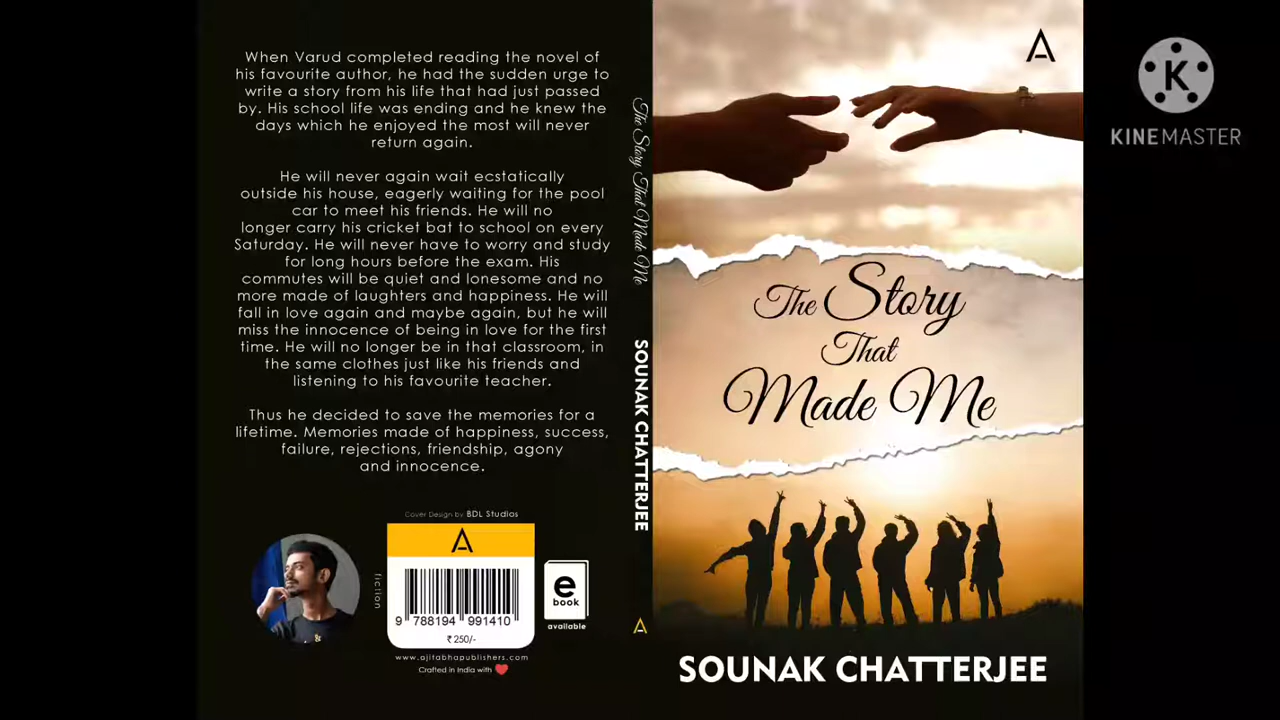 When Varud completed reading the novel of
his favourite author, he had the sudden urge to
write a story from his life that had just passed
by. His school life was ending and he knew the
days which he enjoyed the most will never
return again.
He will never again wait ecstatically
outside his house, eagerly waiting for the pool
car to meet his friends. He will no
longer carry his cricket bat to school on every
Saturday. He will never have to worry and study
for long hours before the exam. His
commutes will be quiet and lonesome and no
more made of laughters and happiness. He will
fall in love again and maybe again, but he will
miss the innocence of being in love for the first
time. He will no longer be in that classroom, in
the same clothes just like his friends and
listening to his favourite teacher.
Thus he decided to save the memories for a
lifetime. Memories made of happiness, success,
failure, rejections, friendship, agony
and innocence.
Cover Design by BDL Studios
fiction
9 788194 991410
₹ 250/-
www.ajitabhapublishers.com
Crafted in India with
e
book
available
The Story That Made Me
SOUNAK CHATTERJEE
The Story
That
Made Me
SOUNAK CHATTERJEE
K
KINEMASTER